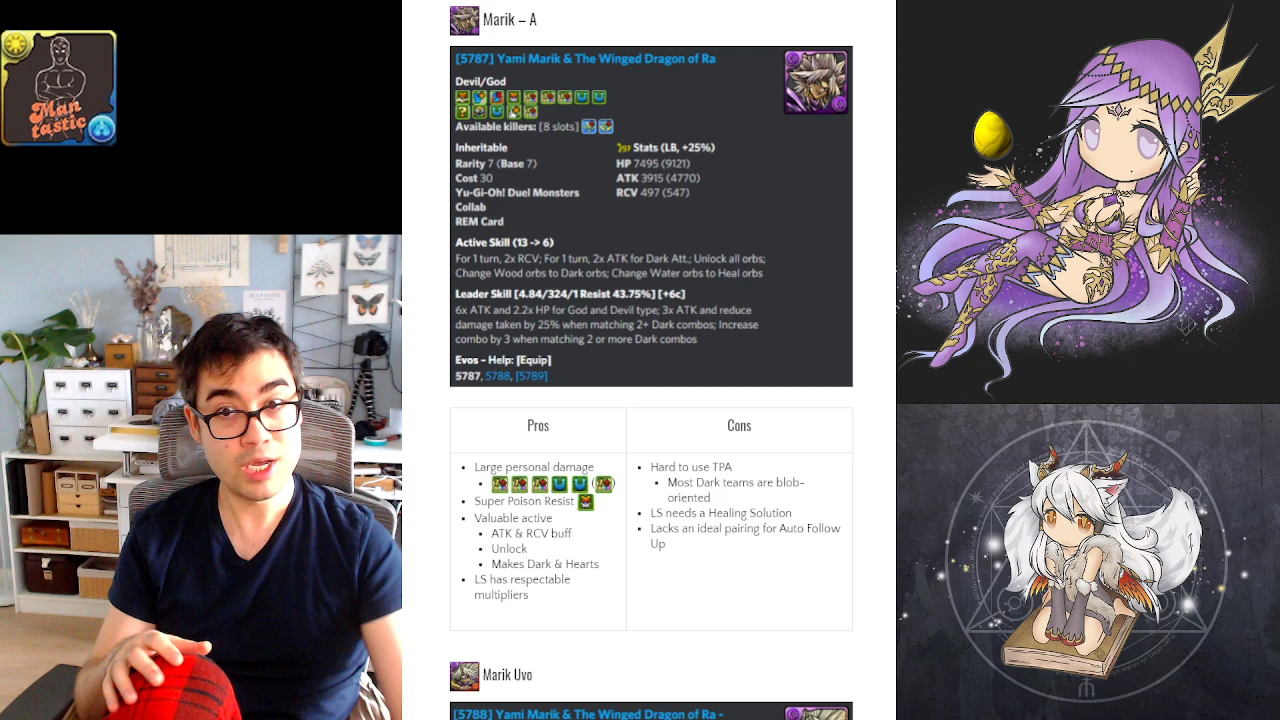 Man
tastic
Marik – A
[5787] Yami Marik & The Winged Dragon of Ra
Devil/God
Available killers: [8 slots]
Inheritable
Rarity 7 (Base 7)
Cost 30
Yu-Gi-Oh! Duel Monsters
Collab
REM Card
297 Stats (LB, +25%)
HP 7495 (9121)
ATK 3915 (4770)
RCV 497 (547)
Active Skill (13 -> 6)
For 1 turn, 2x RCV; For 1 turn, 2x ATK for Dark Att.; Unlock all orbs;
Change Wood orbs to Dark orbs; Change Water orbs to Heal orbs
Leader Skill [4.84/324/1 Resist 43.75%] [+6c]
6x ATK and 2.2x HP for God and Devil type; 3x ATK and reduce
damage taken by 25% when matching 2+ Dark combos; Increase
combo by 3 when matching 2 or more Dark combos
Evos – Help: [Equip]
5787, 5788, [5789]
Pros
Large personal damage
( )
Super Poison Resist
Valuable active
ATK & RCV buff
Unlock
Makes Dark & Hearts
LS has respectable
multipliers
Cons
Hard to use TPA
Most Dark teams are blob-
oriented
LS needs a Healing Solution
Lacks an ideal pairing for Auto Follow
Up
Marik Uvo
[5788] Yami Marik & The Winged Dragon of Ra -